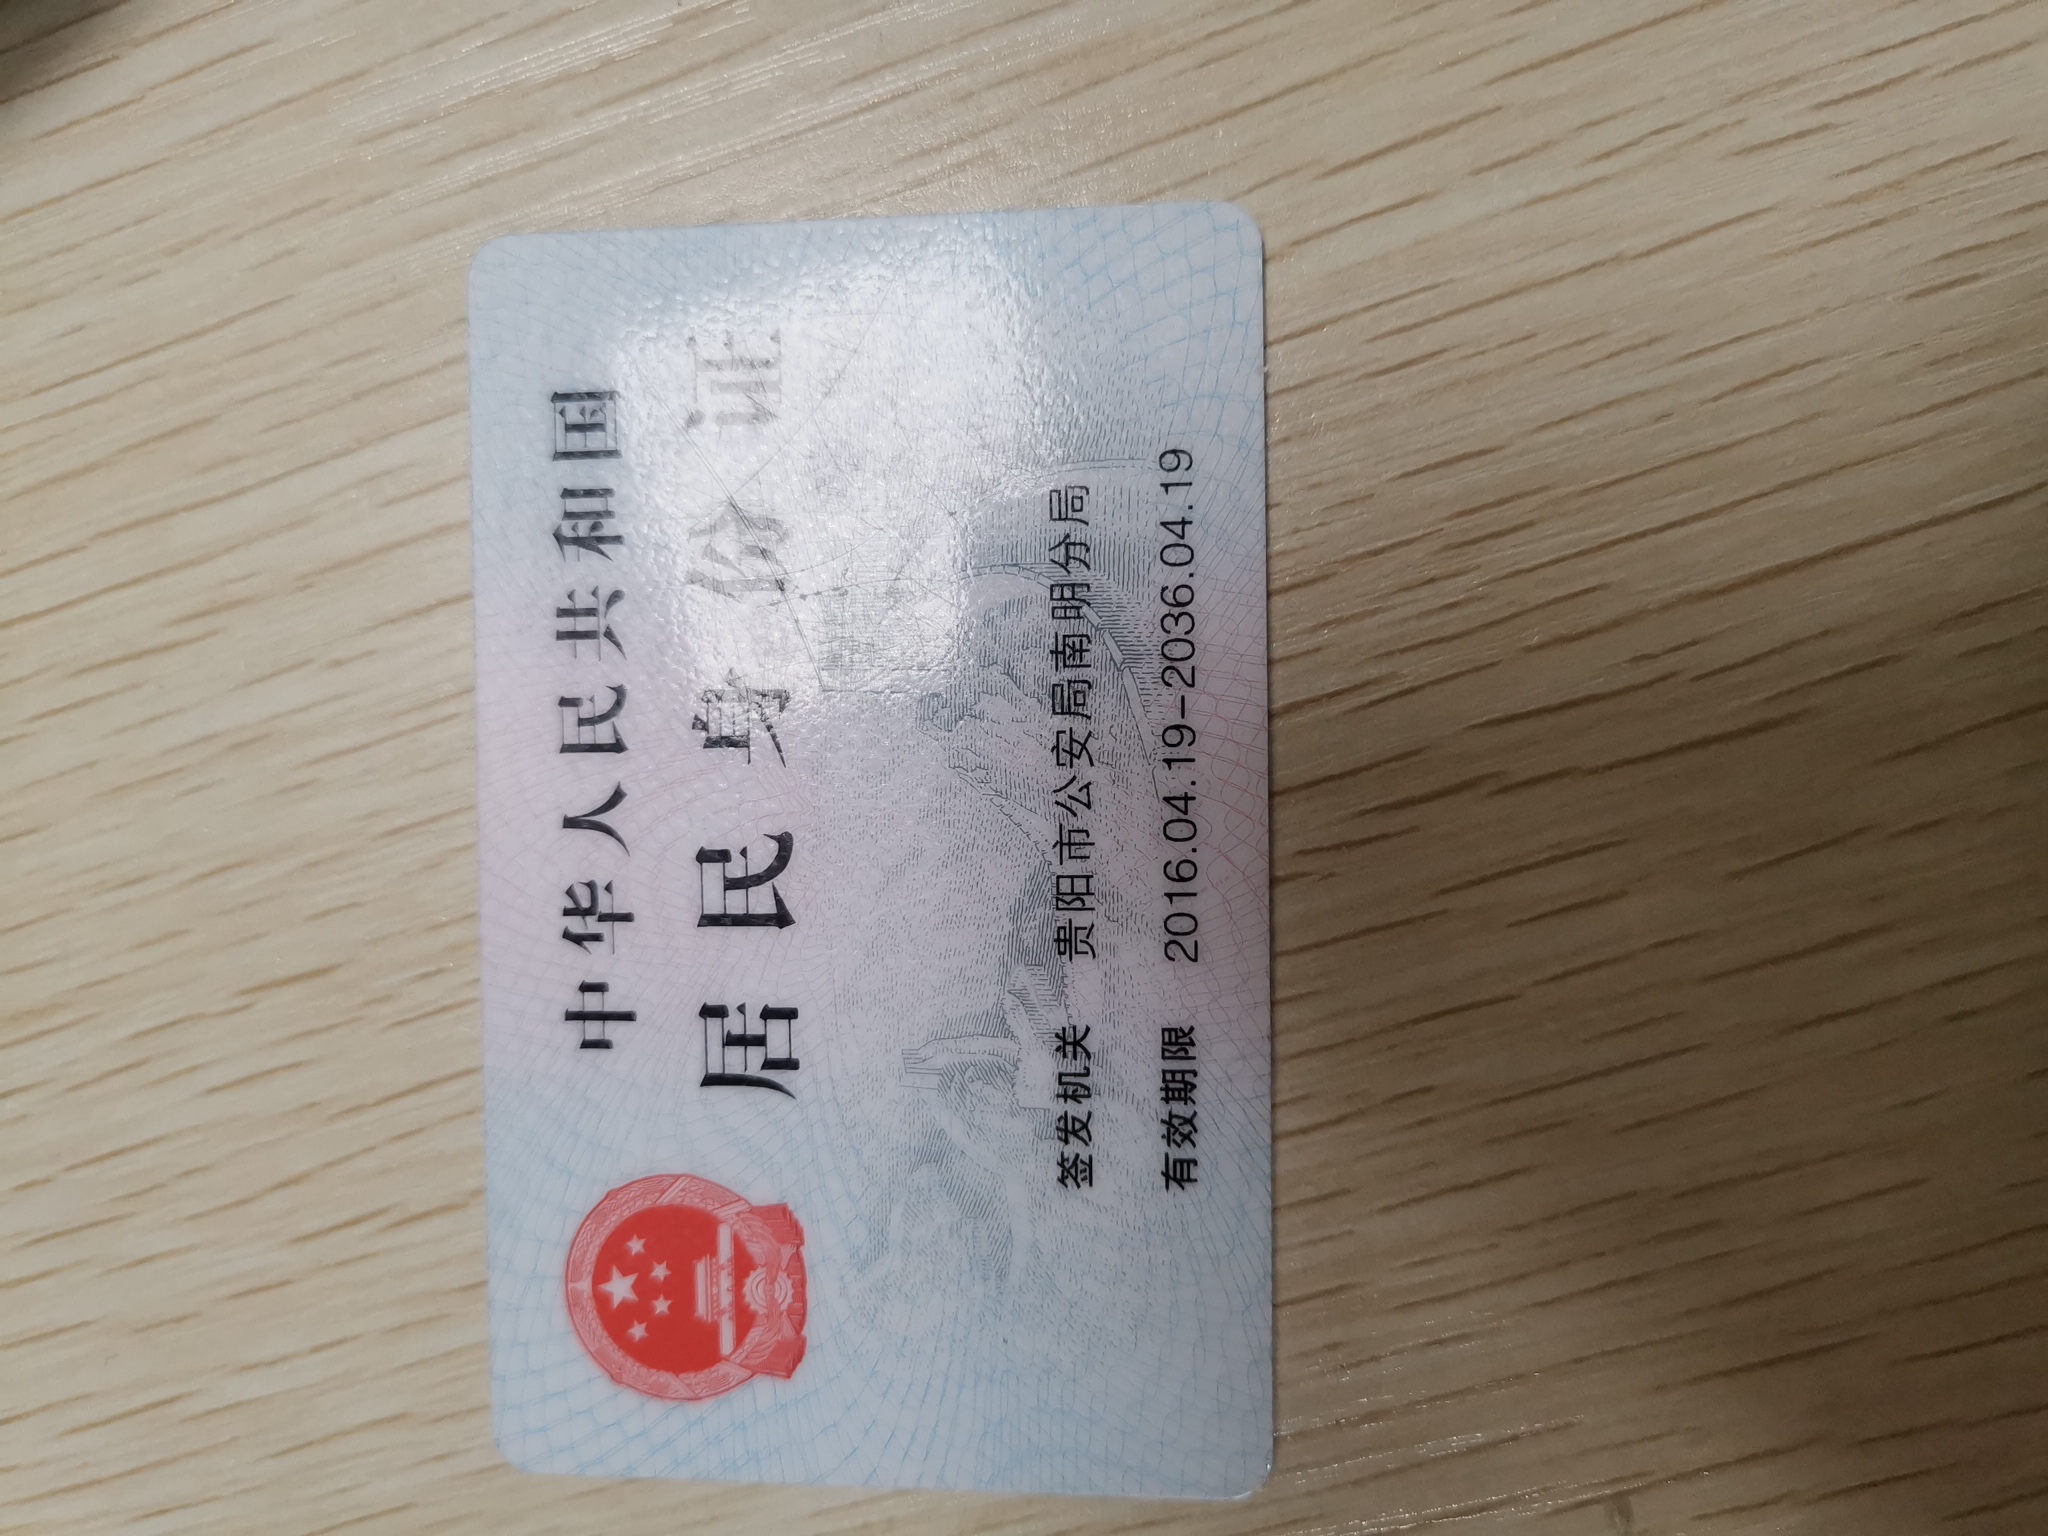 中华人民共和国
居民身份证
签发机关 贵阳市公安局南明分局
有效期限 2016.04.19-2036.04.19